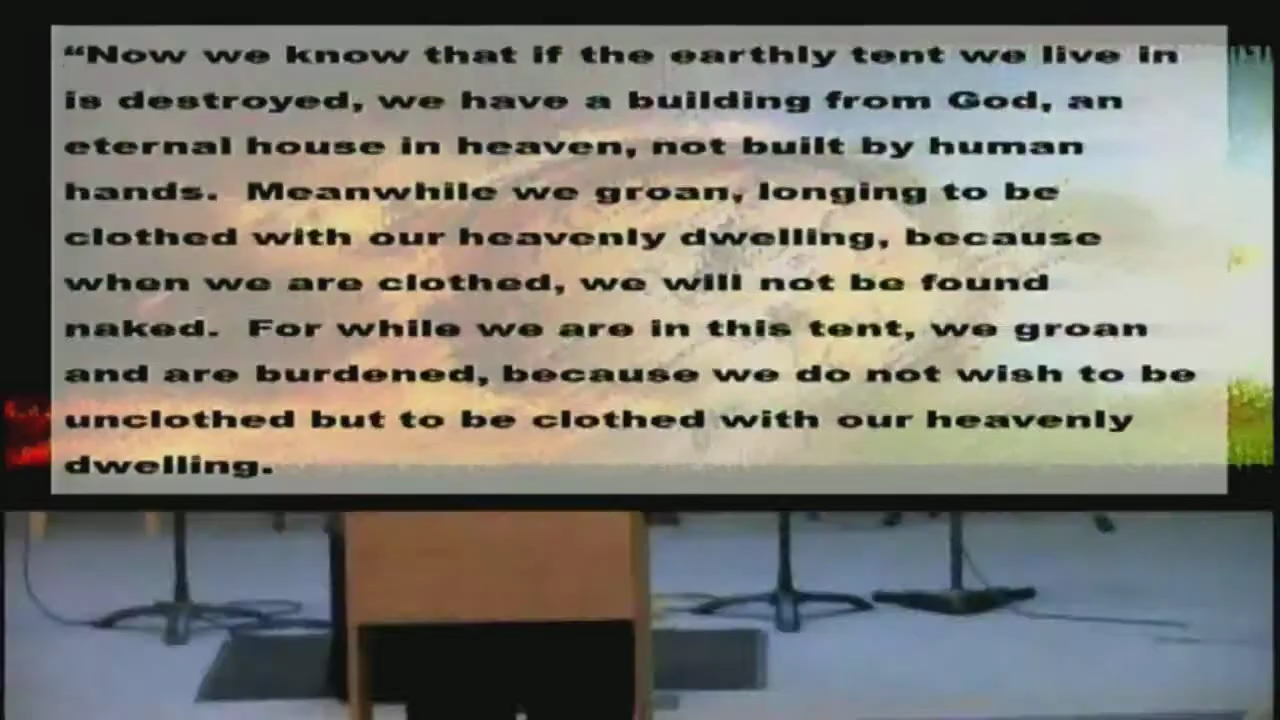 “Now we know that if the earthly tent we live in
is destroyed, we have a building from God, an
eternal house in heaven, not built by human
hands.  Meanwhile we groan, longing to be
clothed with our heavenly dwelling, because
when we are clothed, we will not be found
naked.  For while we are in this tent, we groan
and are burdened, because we do not wish to be
unclothed but to be clothed with our heavenly
dwelling.